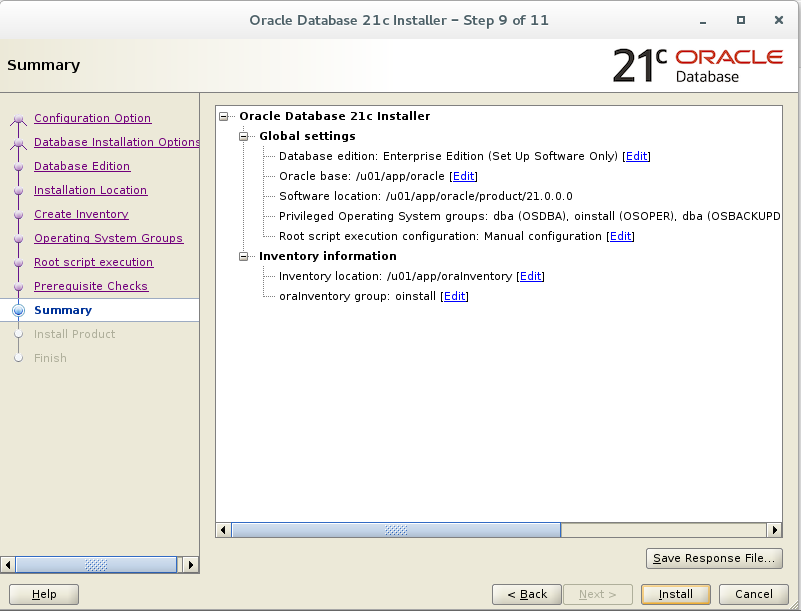 Oracle Database 21c Installer – Step 9 of 11
Summary
21c ORACLE
Database
Configuration Option
Database Installation Options
Database Edition
Installation Location
Create Inventory
Operating System Groups
Root script execution
Prerequisite Checks
Summary
Install Product
Finish
Oracle Database 21c Installer
Global settings
Database edition: Enterprise Edition (Set Up Software Only) [Edit]
Oracle base: /u01/app/oracle [Edit]
Software location: /u01/app/oracle/product/21.0.0.0
Privileged Operating System groups: dba (OSDBA), oinstall (OSOPER), dba (OSBACKUPD
Root script execution configuration: Manual configuration [Edit]
Inventory information
Inventory location: /u01/app/oraInventory [Edit]
oraInventory group: oinstall [Edit]
Save Response File...
Help
< Back
Next >
Install
Cancel